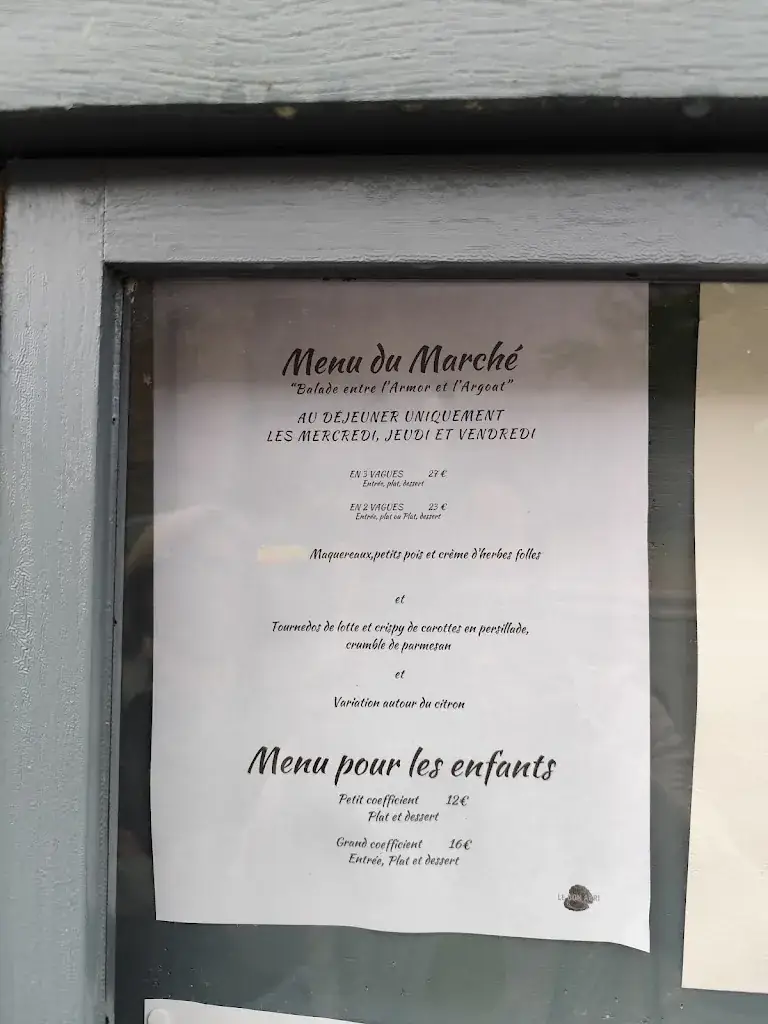 Menu du Marché
"Balade entre l'Armor et l'Argoat"
AU DÉJEUNER UNIQUEMENT
LES MERCREDI, JEUDI ET VENDREDI
EN 3 VAGUES 27 €
Entrée, plat, dessert
EN 2 VAGUES 23 €
Entrée, plat ou Plat, dessert
Maquereaux,petits pois et crème d'herbes folles
et
Tournedos de lotte et crispy de carottes en persillade,
crumble de parmesan
et
Variation autour du citron
Menu pour les enfants
Petit coefficient 12€
Plat et dessert
Grand coefficient 16€
Entrée, Plat et dessert